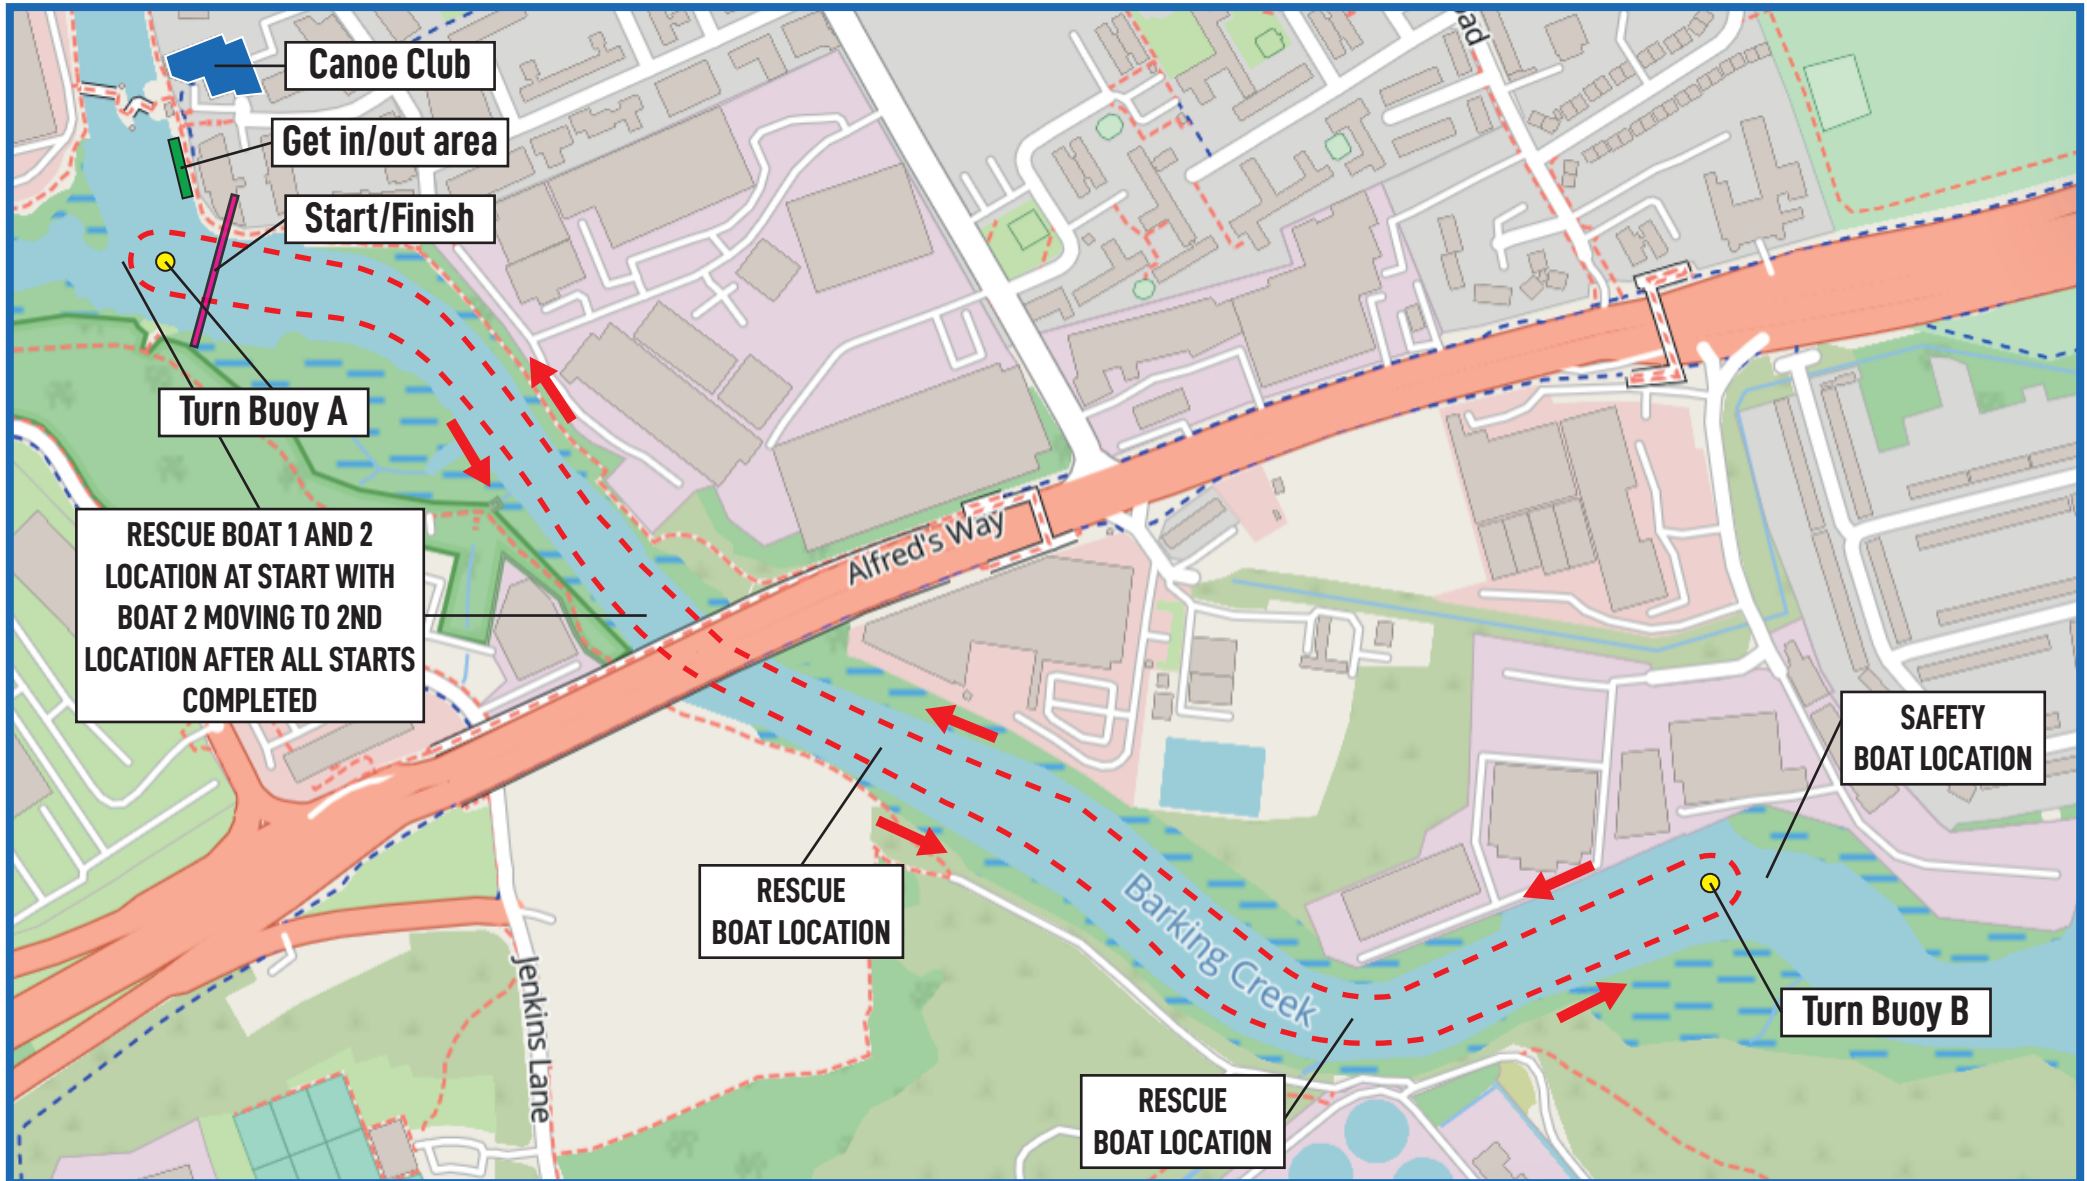 Canoe Club
Get in/out area
Start/Finish
Turn Buoy A
RESCUE BOAT 1 AND 2
LOCATION AT START WITH
BOAT 2 MOVING TO 2ND
LOCATION AFTER ALL STARTS
COMPLETED
Alfred's Way
SAFETY
BOAT LOCATION
RESCUE
BOAT LOCATION
Barking Creek
Turn Buoy B
Jenkins Lane
RESCUE
BOAT LOCATION